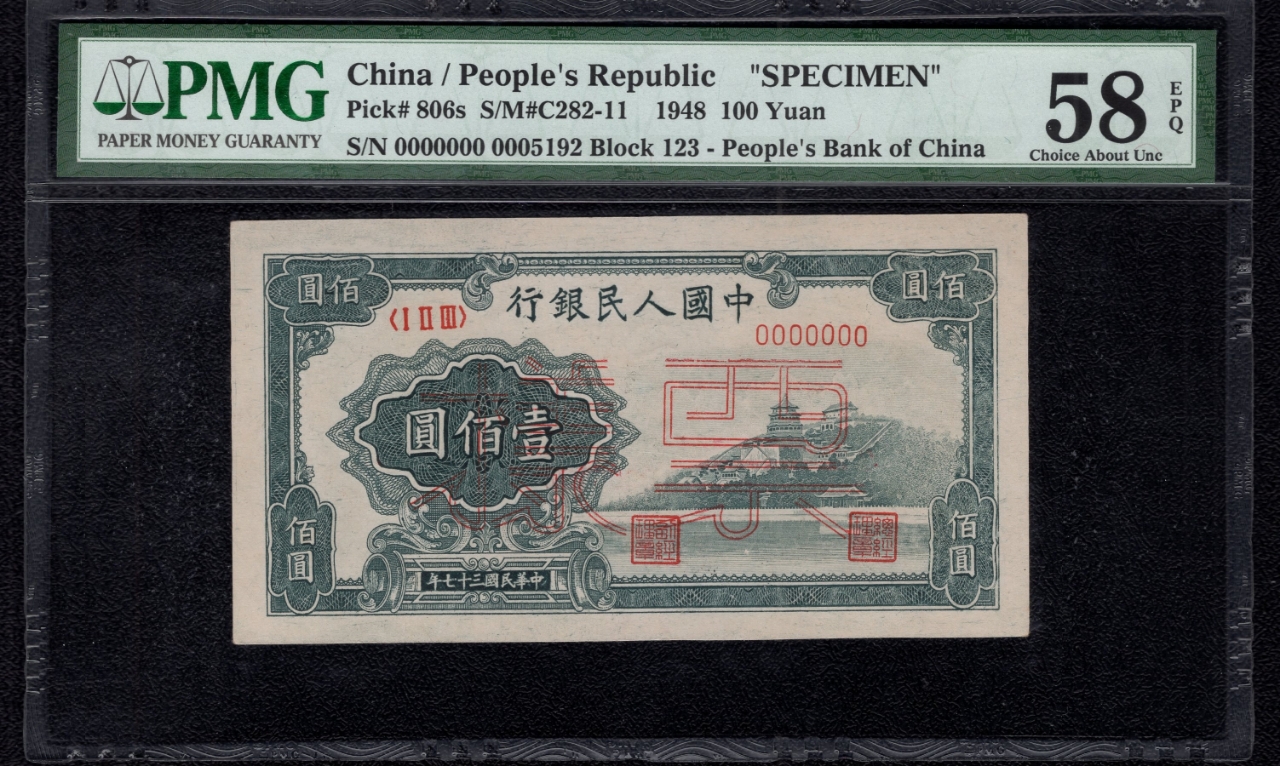 PMG
PAPER MONEY GUARANTY
China / People's Republic "SPECIMEN"
Pick# 806s S/M#C282-11 1948 100 Yuan
S/N 0000000 0005192 Block 123 - People's Bank of China
58
EPQ
Choice About Unc
圓佰
圓佰
行銀民人國中
〈I II III〉
0000000
圓佰壹
票樣
佰圓
佰圓
年七十三國民華中